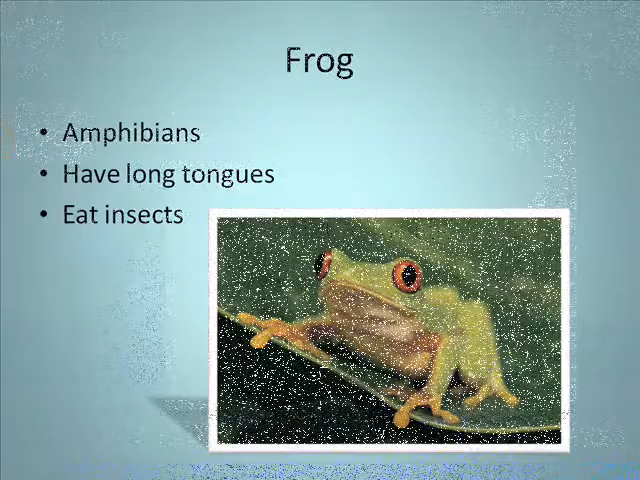 Frog
• Amphibians
• Have long tongues
• Eat insects